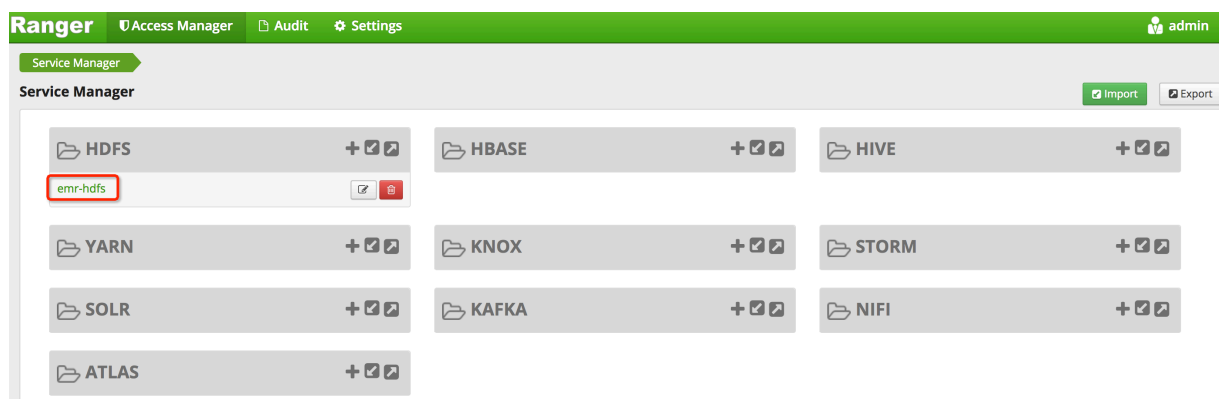 Ranger Access Manager Audit Settings admin
Service Manager
Service Manager Import Export
HDFS HBASE HIVE
emr-hdfs
YARN KNOX STORM
SOLR KAFKA NIFI
ATLAS